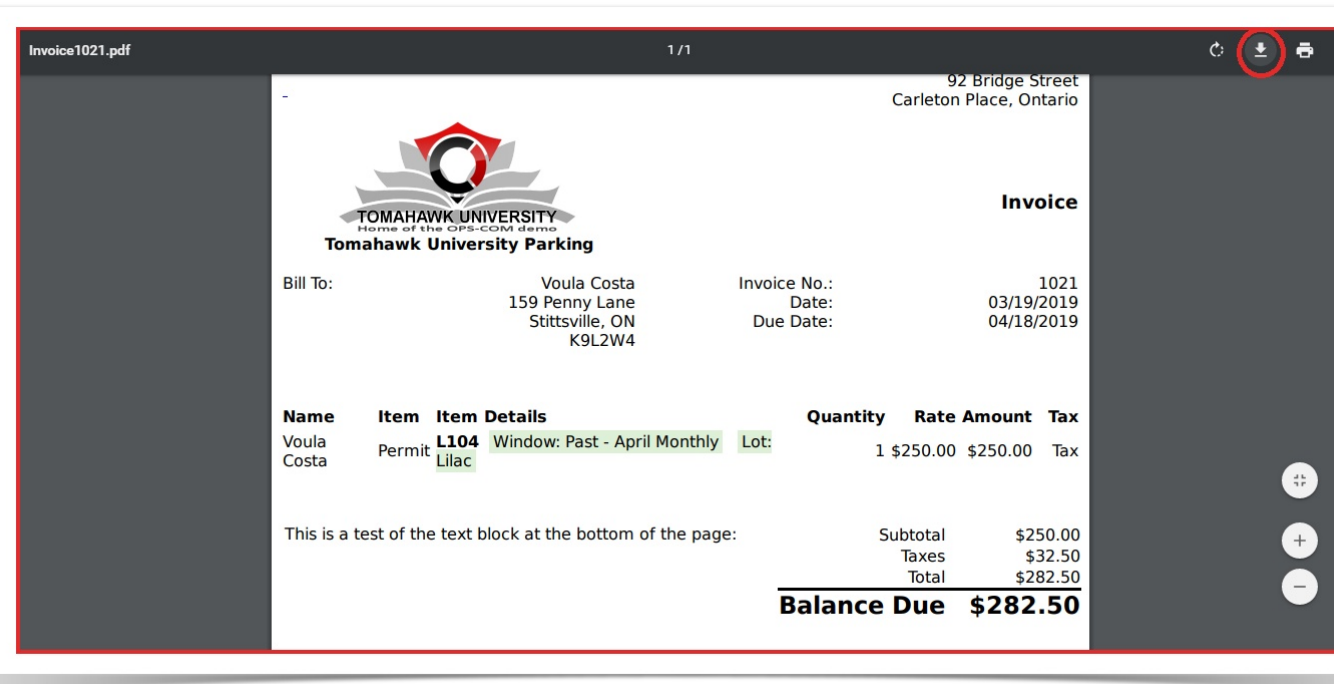 Invoice1021.pdf 1 / 1
92 Bridge Street
Carleton Place, Ontario
TOMAHAWK UNIVERSITY
Home of the OPS-COM demo
Tomahawk University Parking
Invoice
Bill To: Voula Costa Invoice No.: 1021
159 Penny Lane Date: 03/19/2019
Stittsville, ON Due Date: 04/18/2019
K9L2W4
Name Item Item Details Quantity Rate Amount Tax
Voula Costa Permit L104 Window: Past - April Monthly Lot: Lilac 1 $250.00 $250.00 Tax
This is a test of the text block at the bottom of the page: Subtotal $250.00
Taxes $32.50
Total $282.50
Balance Due $282.50